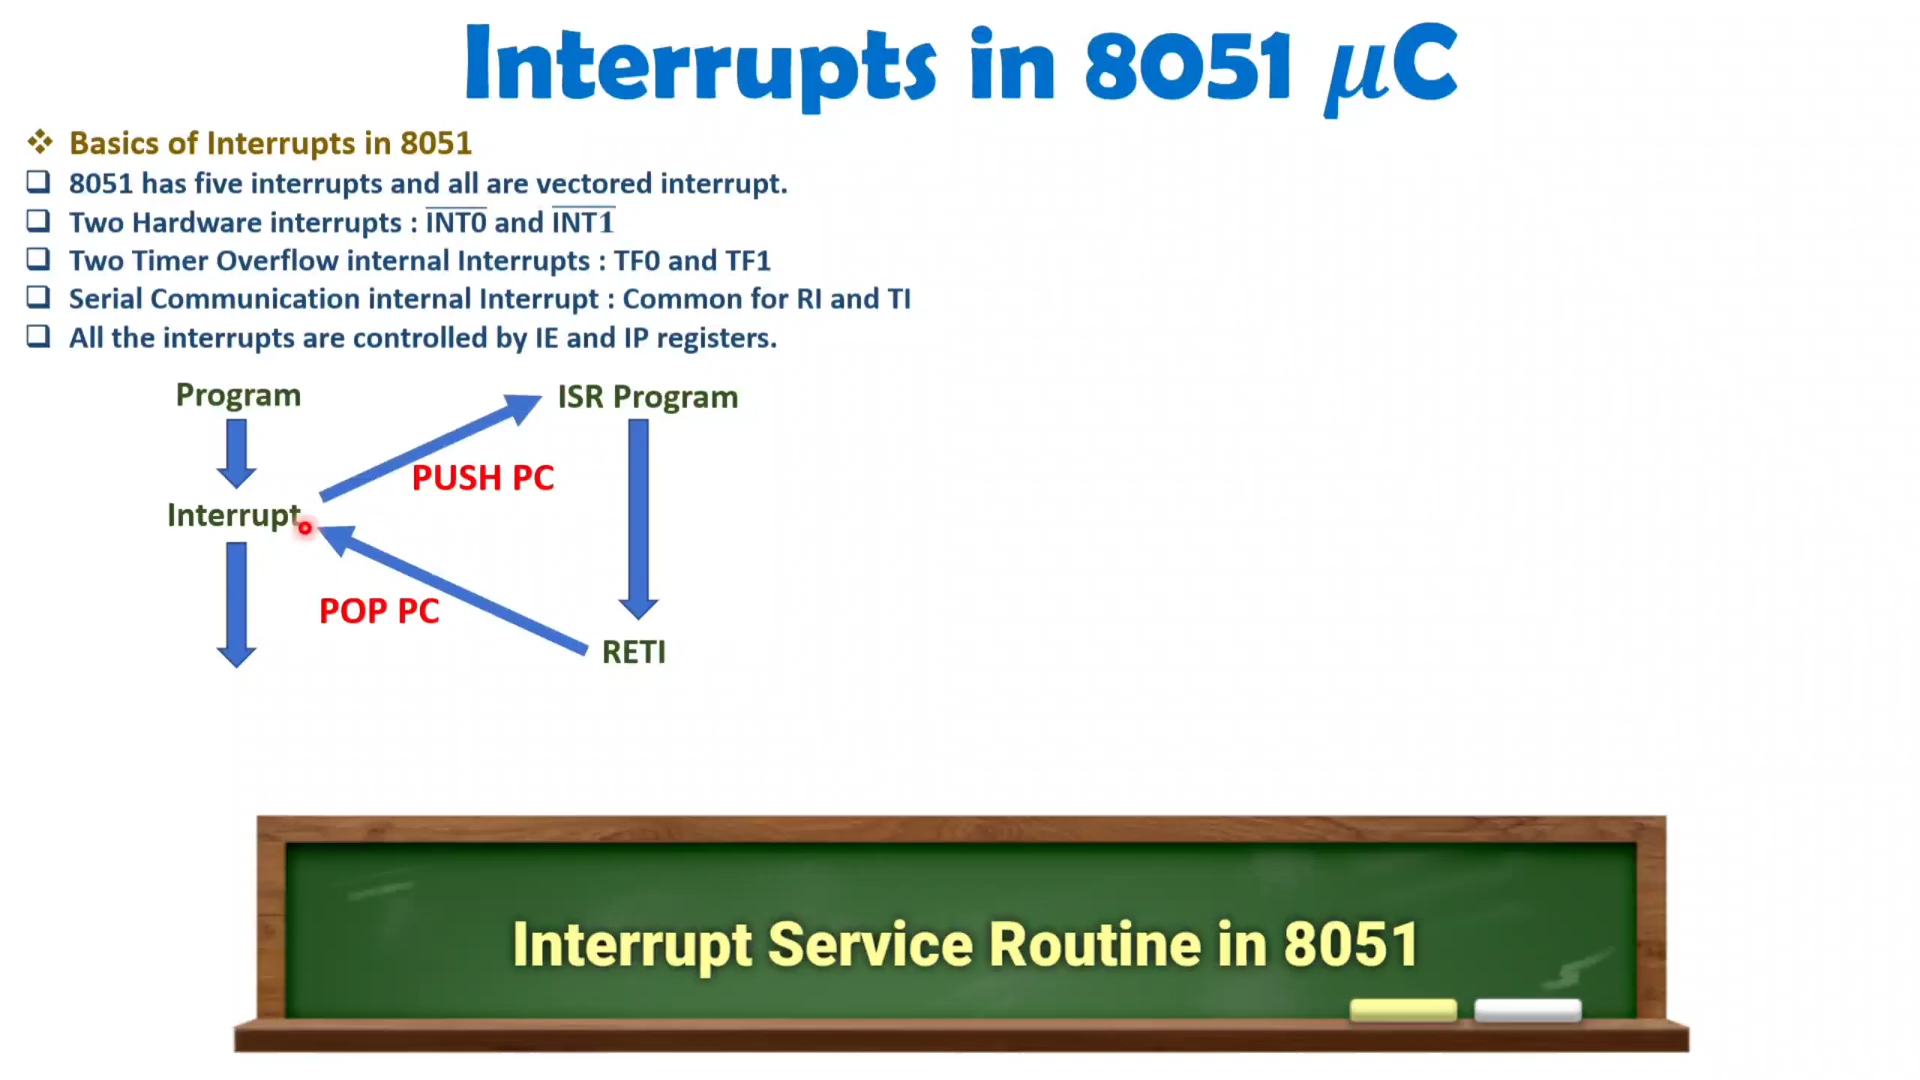 Interrupts in 8051 μC
❖ Basics of Interrupts in 8051
❑ 8051 has five interrupts and all are vectored interrupt.
❑ Two Hardware interrupts : I̅N̅T̅0̅ and I̅N̅T̅1̅
❑ Two Timer Overflow internal Interrupts : TF0 and TF1
❑ Serial Communication internal Interrupt : Common for RI and TI
❑ All the interrupts are controlled by IE and IP registers.
Program
ISR Program
PUSH PC
Interrupt
POP PC
RETI
Interrupt Service Routine in 8051